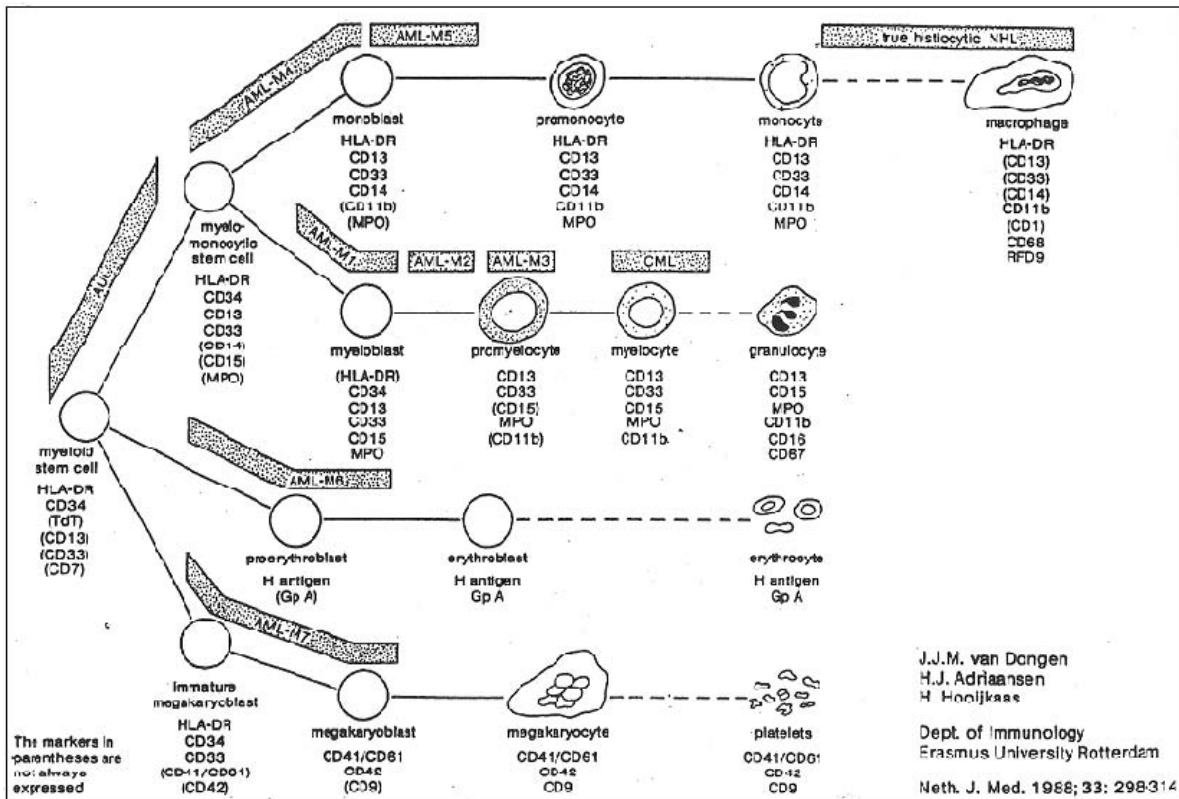 AML-M5
true histiocytic NHL
AML-M4
monoblast
HLA-DR
CD13
CD33
CD14
(CD11b)
(MPO)
promonocyte
HLA-DR
CD13
CD33
CD14
CD11b
MPO
monocyte
HLA-DR
CD13
CD33
CD14
CD11b
MPO
macrophage
HLA-DR
(CD13)
(CD33)
(CD14)
CD11b
(CD1)
CD68
RFD9
AUL
myelo-
monocytic
stem cell
HLA-DR
CD34
CD13
CD33
(CD14)
(CD15)
(MPO)
AML-M1
AML-M2
AML-M3
CML
myeloblast
(HLA-DR)
CD34
CD13
CD33
CD15
MPO
promyelocyte
CD13
CD33
(CD15)
MPO
(CD11b)
myelocyte
CD13
CD33
CD15
MPO
CD11b
granulocyte
CD13
CD15
MPO
CD11b
CD16
CD67
myeloid
stem cell
HLA-DR
CD34
(TdT)
(CD13)
(CD33)
(CD7)
AML-M6
proerythroblast
H antigen
(Gp A)
erythroblast
H antigen
Gp A
erythrocyte
H antigen
Gp A
AML-M7
immature
megakaryoblast
HLA-DR
CD34
CD33
(CD41/CD61)
(CD42)
megakaryoblast
CD41/CD61
CD42
(CD9)
megakaryocyte
CD41/CD61
CD42
CD9
platelets
CD41/CD61
CD42
CD9
The markers in
parentheses are
not always
expressed
J.J.M. van Dongen
H.J. Adriaansen
H. Hooijkaas
Dept. of Immunology
Erasmus University Rotterdam
Neth. J. Med. 1988; 33: 298-314